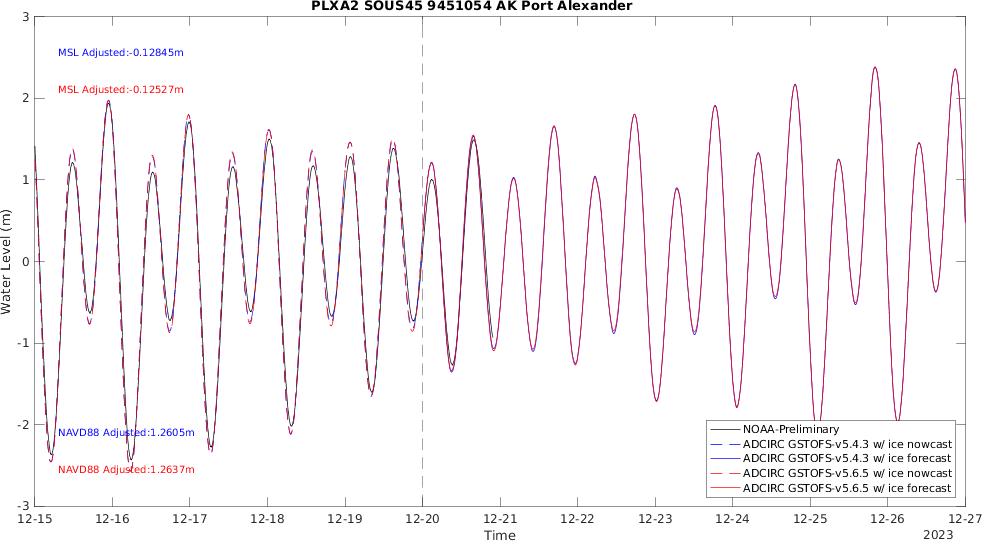 PLXA2 SOUS45 9451054 AK Port Alexander
3
2
1
0
-1
-2
-3
Water Level (m)
MSL Adjusted:-0.12845m
MSL Adjusted:-0.12527m
NAVD88 Adjusted:1.2605m
NAVD88 Adjusted:1.2637m
NOAA-Preliminary
ADCIRC GSTOFS-v5.4.3 w/ ice nowcast
ADCIRC GSTOFS-v5.4.3 w/ ice forecast
ADCIRC GSTOFS-v5.6.5 w/ ice nowcast
ADCIRC GSTOFS-v5.6.5 w/ ice forecast
12-15 12-16 12-17 12-18 12-19 12-20 12-21 12-22 12-23 12-24 12-25 12-26 12-27
Time
2023